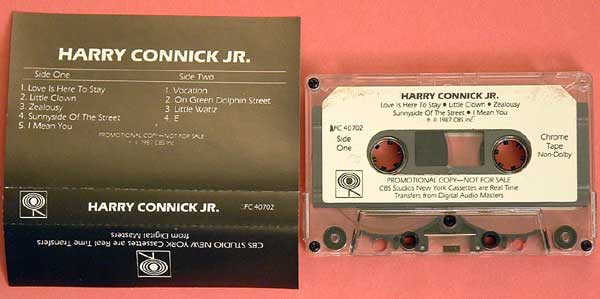 HARRY CONNICK JR.
Side One
1. Love Is Here To Stay
2. Little Clown
3. Zealousy
4. Sunnyside Of The Street
5. I Mean You
Side Two
1. Vocation
2. On Green Dolphin Street
3. Little Waltz
4. E
PROMOTIONAL COPY—NOT FOR SALE
℗ © 1987 CBS Inc.
HARRY CONNICK JR.
FC 40702
CBS STUDIO NEW YORK Cassettes are Real Time Transfers
from Digital Masters
HARRY CONNICK JR.
Love Is Here To Stay • Little Clown • Zealousy
Sunnyside Of The Street • I Mean You
℗ © 1987 CBS Inc.
FC 40702
Side
One
Chrome
Tape
Non-Dolby
PROMOTIONAL COPY—NOT FOR SALE
CBS Studios New York Cassettes are Real Time
Transfers from Digital Audio Masters